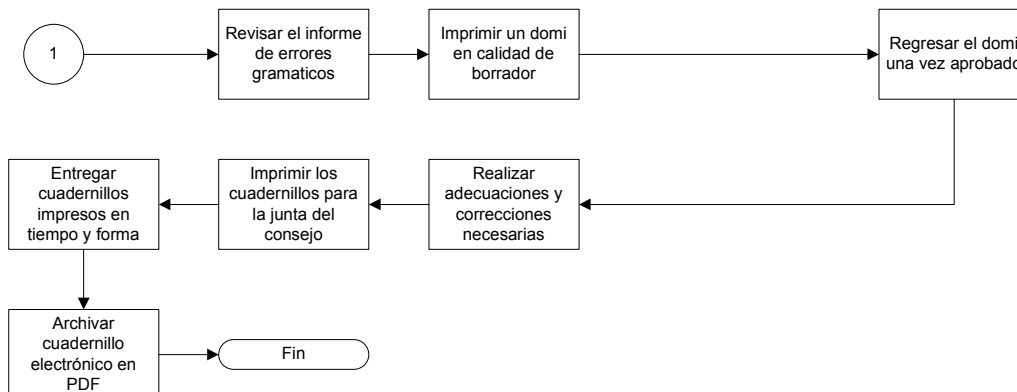 1
Revisar el informe
de errores
gramaticos
Imprimir un domi
en calidad de
borrador
Regresar el domi
una vez aprobado
Entregar
cuadernillos
impresos en
tiempo y forma
Imprimir los
cuadernillos para
la junta del
consejo
Realizar
adecuaciones y
correcciones
necesarias
Archivar
cuadernillo
electrónico en
PDF
Fin